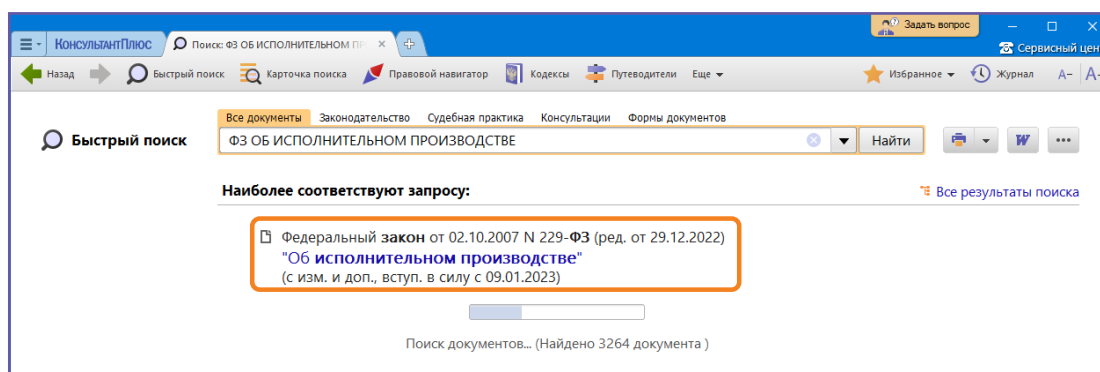 Задать вопрос
КонсультантПлюс Поиск: ФЗ ОБ ИСПОЛНИТЕЛЬНОМ
Сервисный цен
Назад Быстрый поиск Карточка поиска Правовой навигатор Кодексы Путеводители Еще Избранное Журнал А− А
Все документы Законодательство Судебная практика Консультации Формы документов
Быстрый поиск ФЗ ОБ ИСПОЛНИТЕЛЬНОМ ПРОИЗВОДСТВЕ Найти W •••
Наиболее соответствуют запросу: Все результаты поиска
Федеральный закон от 02.10.2007 N 229-ФЗ (ред. от 29.12.2022)
"Об исполнительном производстве"
(с изм. и доп., вступ. в силу с 09.01.2023)
Поиск документов... (Найдено 3264 документа )